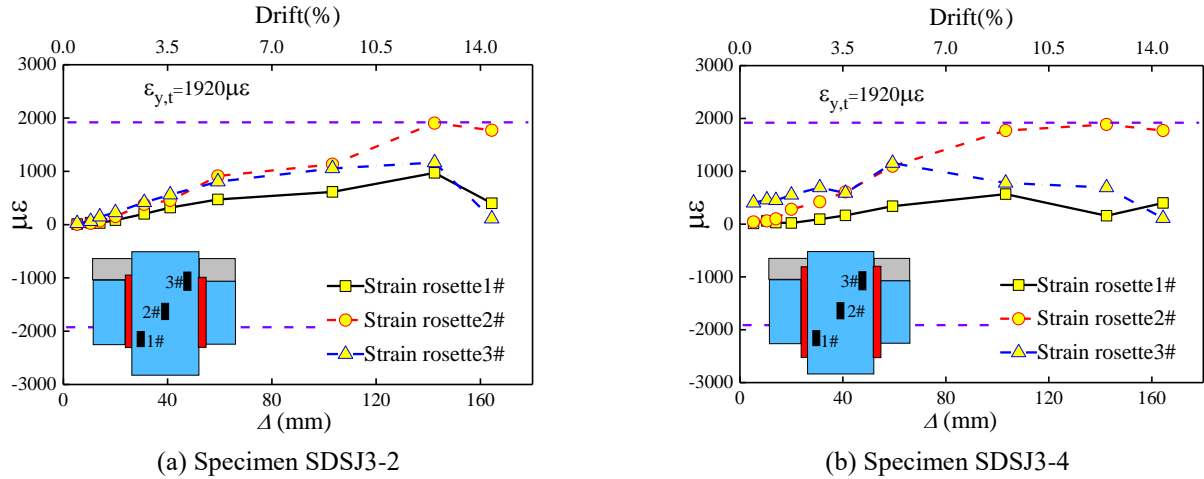 Drift(%)
0.0 3.5 7.0 10.5 14.0
3000
2000
1000
0
-1000
-2000
-3000
με
εy,t=1920με
3#
2#
1#
Strain rosette1#
Strain rosette2#
Strain rosette3#
0 40 80 120 160
Δ (mm)
(a) Specimen SDSJ3-2
Drift(%)
0.0 3.5 7.0 10.5 14.0
3000
2000
1000
0
-1000
-2000
-3000
με
εy,t=1920με
3#
2#
1#
Strain rosette1#
Strain rosette2#
Strain rosette3#
0 40 80 120 160
Δ (mm)
(b) Specimen SDSJ3-4